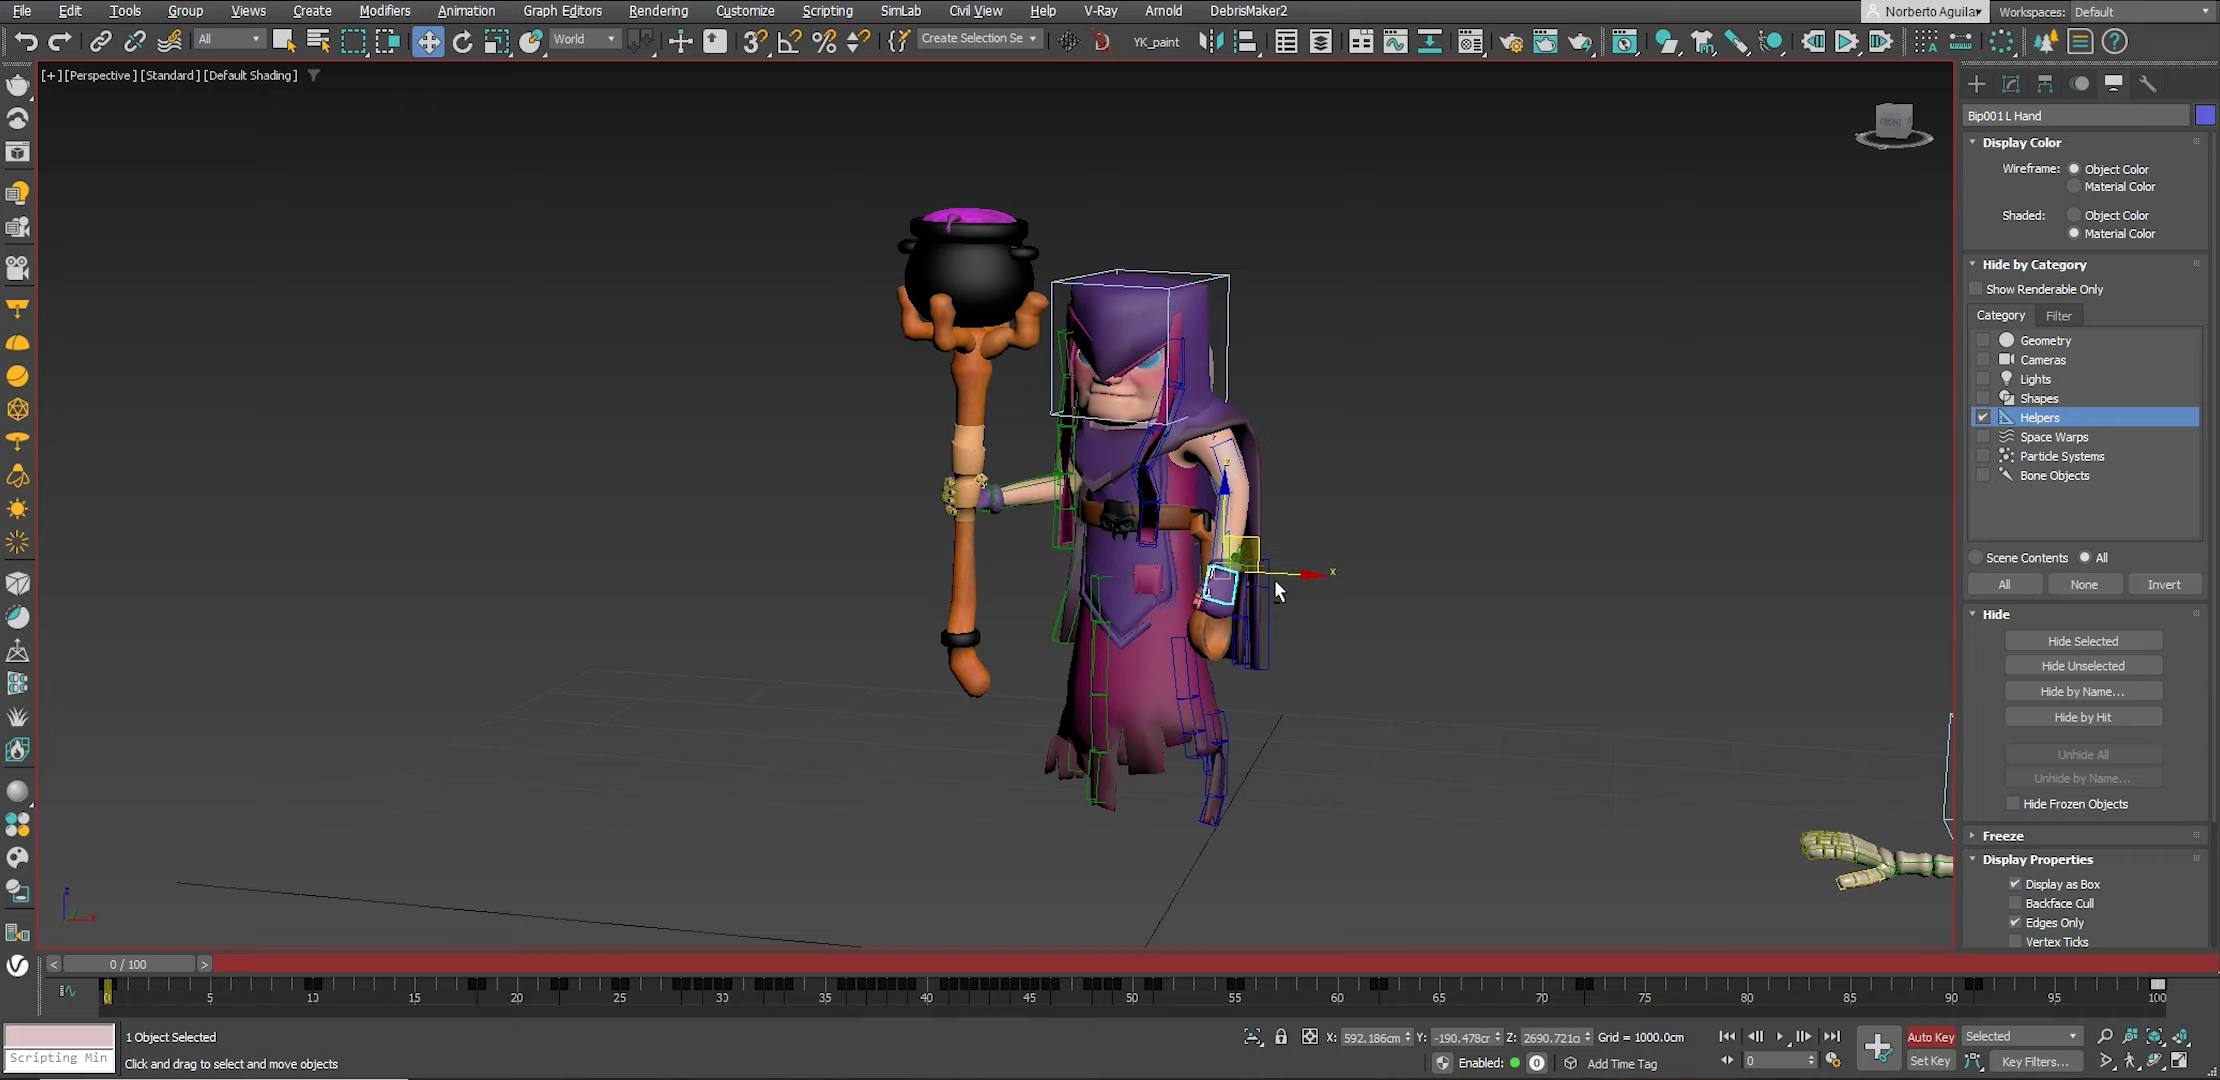 File Edit Tools Group Views Create Modifiers Animation Graph Editors Rendering Customize Scripting SimLab Civil View Help V-Ray Arnold DebrisMaker2 Norberto Aguilar Workspaces: Default
All World Create Selection Se YK_paint
[+] [Perspective ] [Standard ] [Default Shading ]
FRONT
Bip001 L Hand
Display Color
Wireframe: Object Color
Material Color
Shaded: Object Color
Material Color
Hide by Category
Show Renderable Only
Category Filter
Geometry
Cameras
Lights
Shapes
Helpers
Space Warps
Particle Systems
Bone Objects
Scene Contents All
All None Invert
Hide
Hide Selected
Hide Unselected
Hide by Name...
Hide by Hit
Unhide All
Unhide by Name...
Hide Frozen Objects
Freeze
Display Properties
Display as Box
Backface Cull
Edges Only
Vertex Ticks
z
x
z
x
< 0 / 100 >
0 5 10 15 20 25 30 35 40 45 50 55 60 65 70 75 80 85 90 95 100
1 Object Selected X: 592.186cm Y: -190.478cr Z: 2690.721c Grid = 1000.0cm Auto Key Selected
Scripting Min Click and drag to select and move objects Enabled: 0 Add Time Tag 0 Set Key Key Filters...